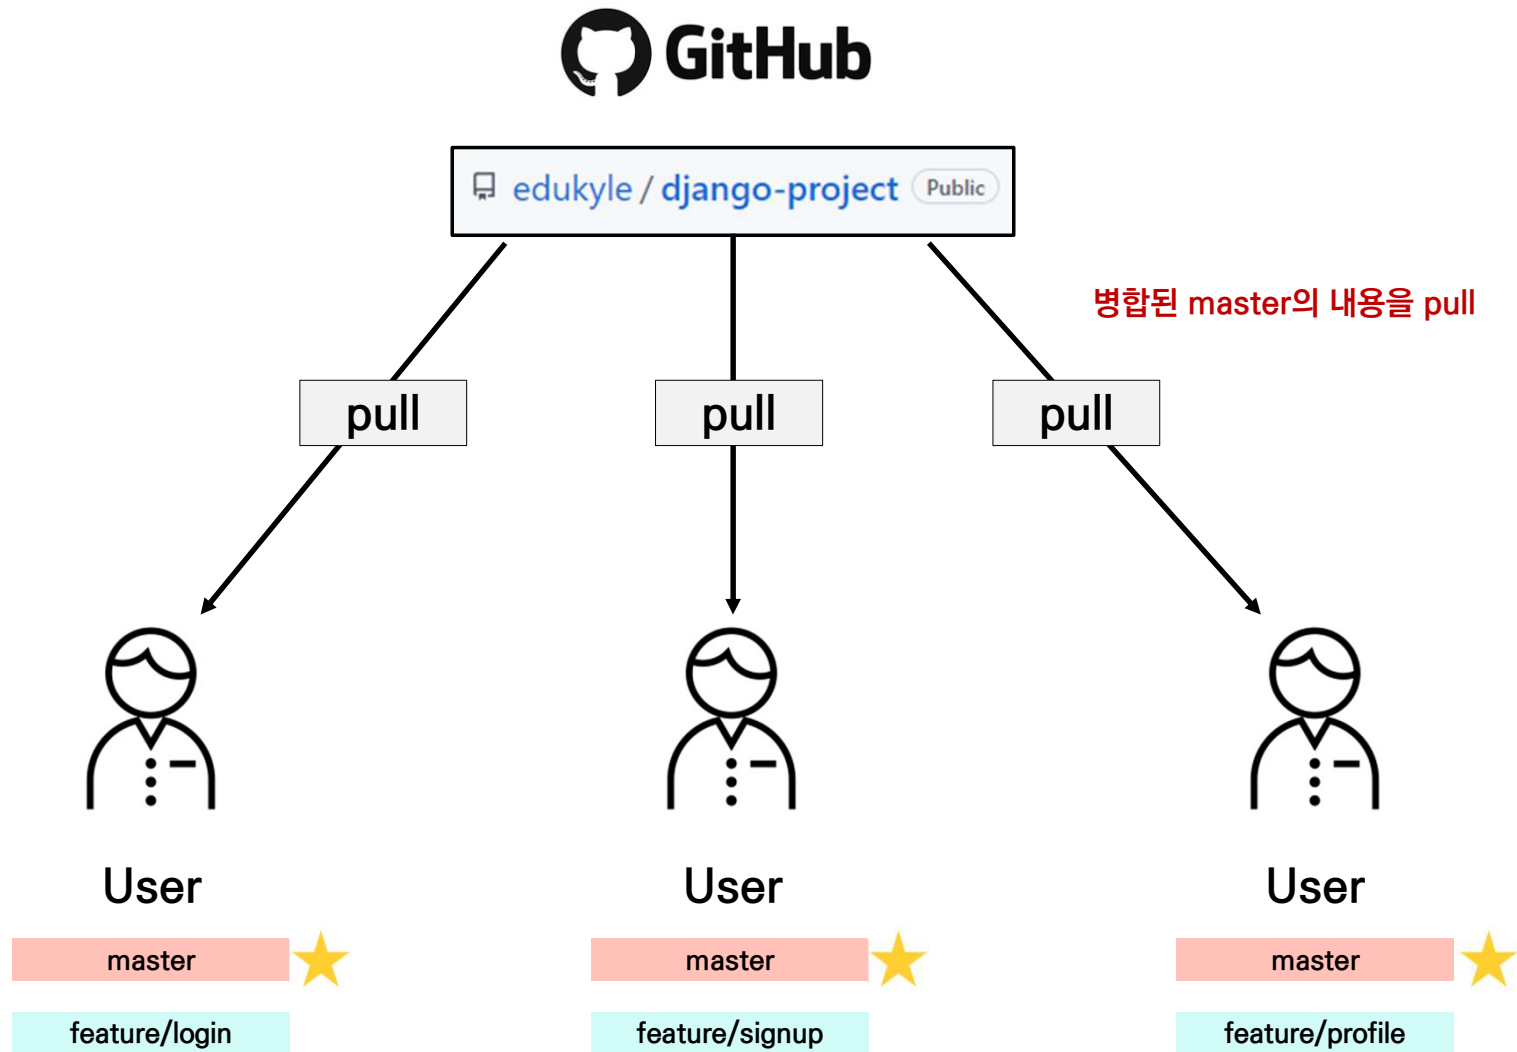 GitHub
edukyle / django-project Public
병합된 master의 내용을 pull
pull
pull
pull
User
User
User
master
master
master
feature/login
feature/signup
feature/profile